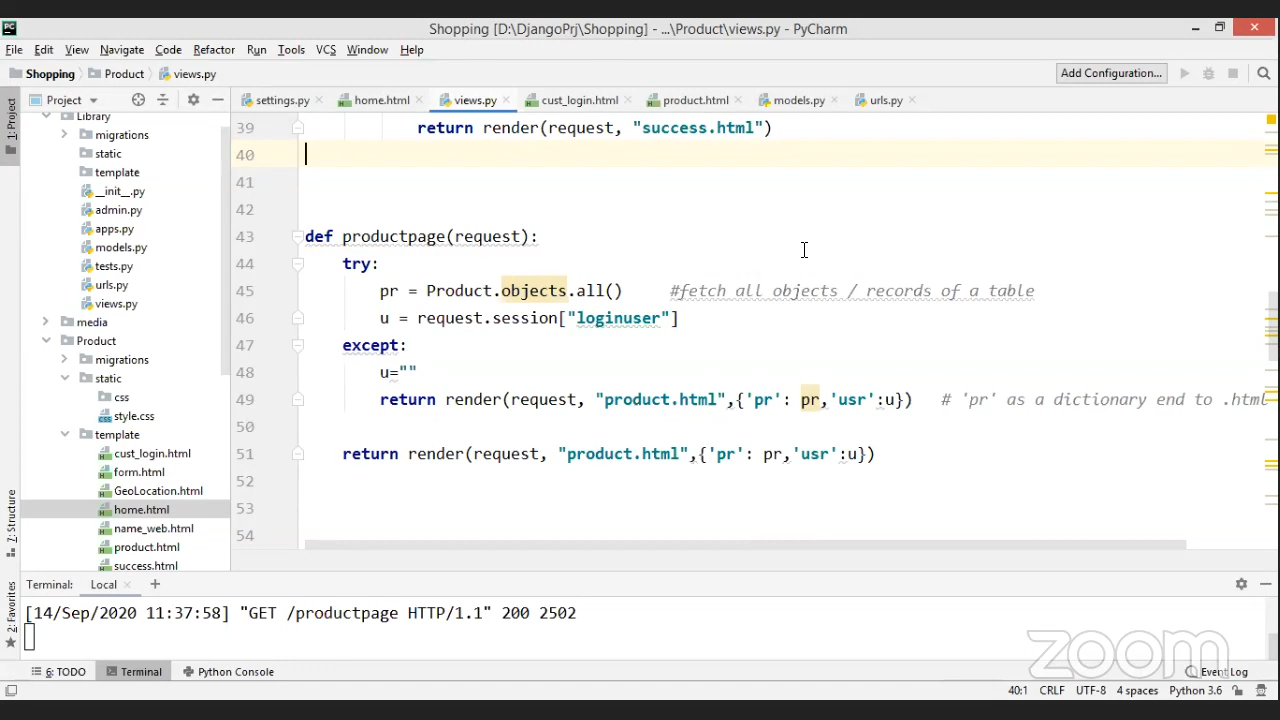 Shopping [D:\DjangoPrj\Shopping] - ...\Product\views.py - PyCharm
File Edit View Navigate Code Refactor Run Tools VCS Window Help
Shopping Product views.py Add Configuration...
1: Project
Project settings.py home.html views.py cust_login.html product.html models.py urls.py
Library
migrations
static
template
__init__.py
admin.py
apps.py
models.py
tests.py
urls.py
views.py
media
Product
migrations
static
css
style.css
template
cust_login.html
form.html
GeoLocation.html
home.html
name_web.html
product.html
success.html
39 return render(request, "success.html")
40
41
42
43 def productpage(request):
44 try:
45 pr = Product.objects.all() #fetch all objects / records of a table
46 u = request.session["loginuser"]
47 except:
48 u=""
49 return render(request, "product.html",{'pr': pr,'usr':u}) # 'pr' as a dictionary end to .html
50
51 return render(request, "product.html",{'pr': pr,'usr':u})
52
53
54
Z: Structure
2: Favorites
Terminal: Local
[14/Sep/2020 11:37:58] "GET /productpage HTTP/1.1" 200 2502
zoom
6: TODO Terminal Python Console Event Log
40:1 CRLF UTF-8 4 spaces Python 3.6